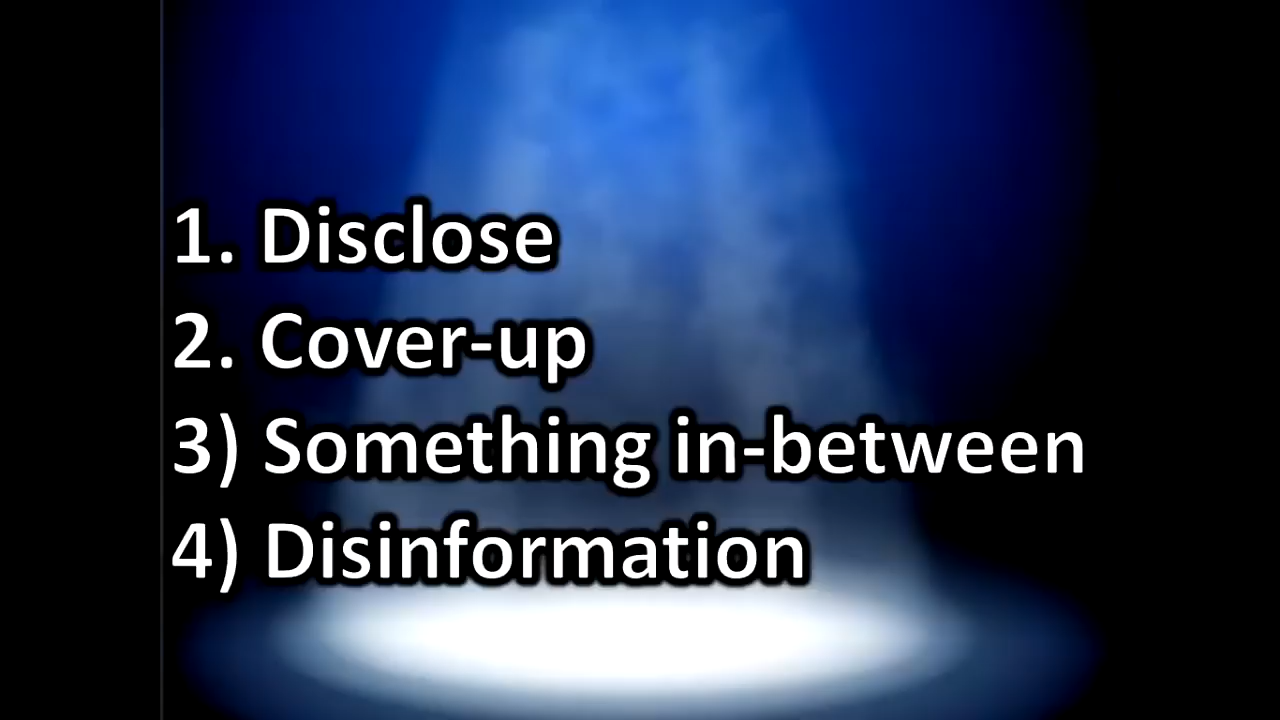 1. Disclose
2. Cover-up
3) Something in-between
4) Disinformation